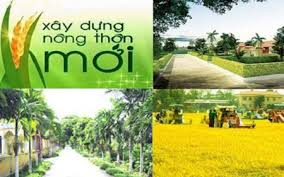 xây dựng
nông thôn
mới